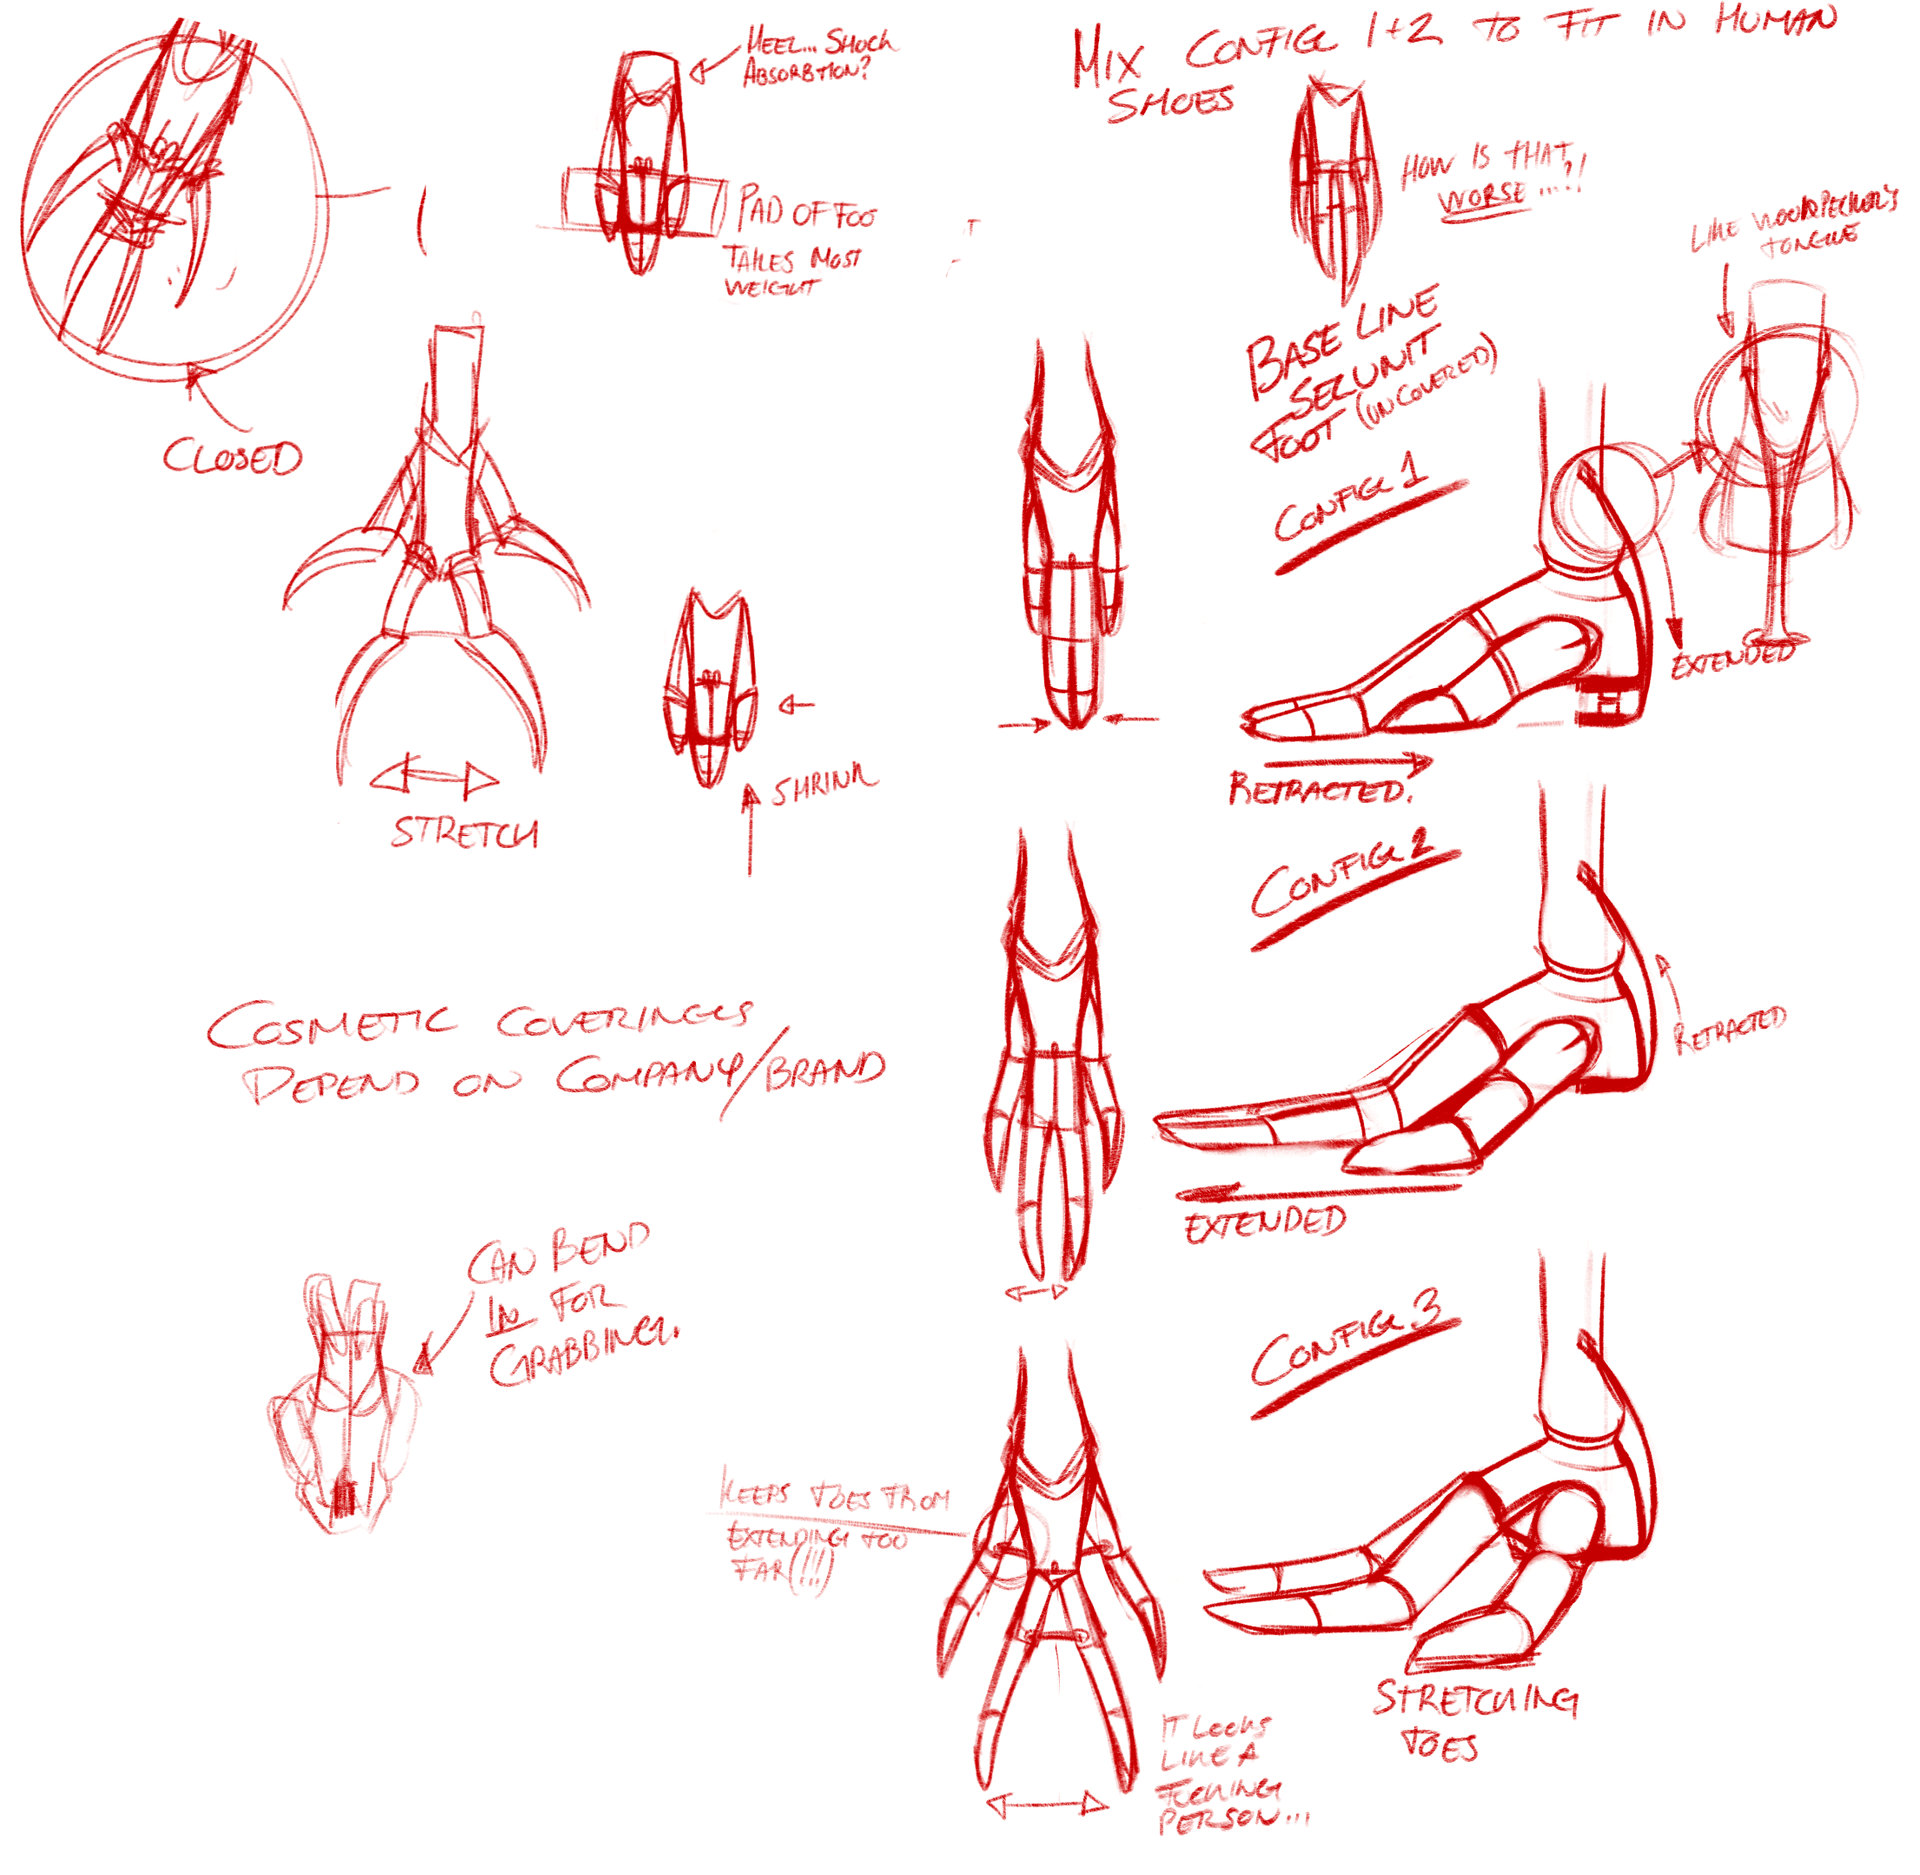 HEEL... SHOCK
ABSORBTION?
MIX CONFIG 1+2 TO FIT IN HUMAN
SHOES
HOW IS THAT
WORSE...?!
PAD OF FOO
TAKES MOST
WEIGHT
T
LIKE WOODPECKER'S
TONGUE
CLOSED
BASE LINE
SELUNIT
FOOT (UNCOVERED)
CONFIG 1
EXTENDED
RETRACTED.
SHRINK
STRETCH
CONFIG 2
RETRACTED
EXTENDED
COSMETIC COVERINGS
DEPEND ON COMPANY/BRAND
CAN BEND
IN FOR
GRABBING.
CONFIG 3
KEEPS TOES FROM
EXTENDING TOO
FAR(!!!)
STRETCHING
TOES
IT LOOKS
LIKE A
FUCKING
PERSON...